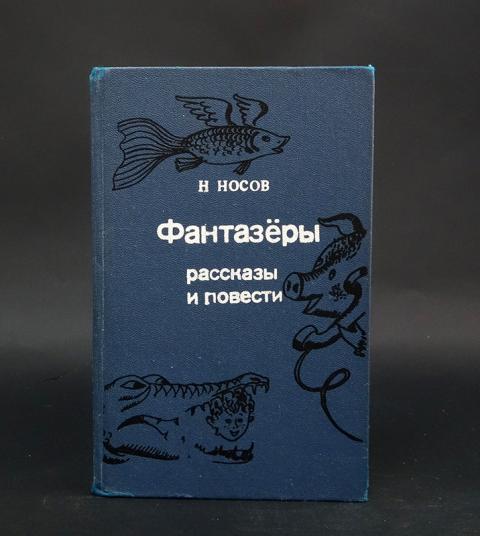 Н НОСОВ
Фантазёры
рассказы
и повести